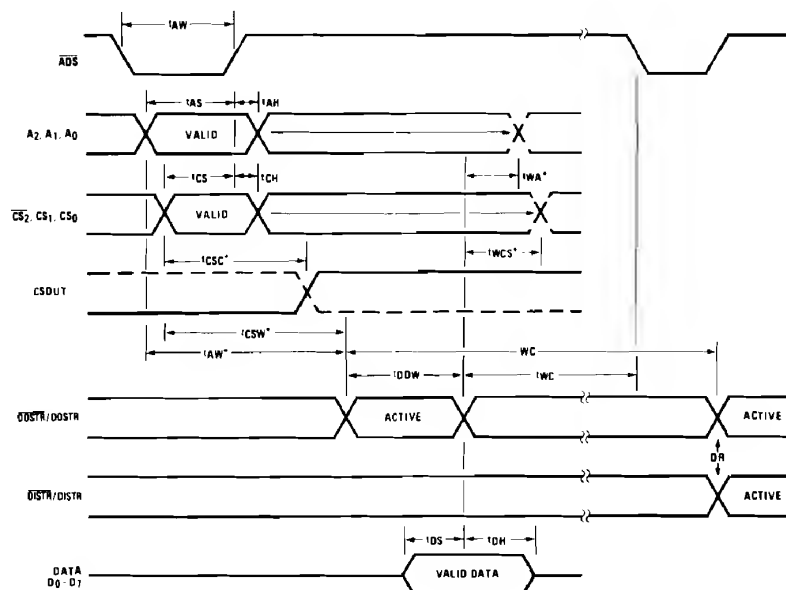 tAW
ADS
tAS
tAH
A2, A1, A0
VALID
tWA*
tCS
tCH
CS2, CS1, CS0
VALID
tCSC*
tWCS*
CSOUT
tCSW*
tAW*
WC
tDDW
tWC
DOSTR/DOSTR
ACTIVE
ACTIVE
OR
DISTR/DISTR
ACTIVE
tDS
tDH
DATA
D0-D7
VALID DATA